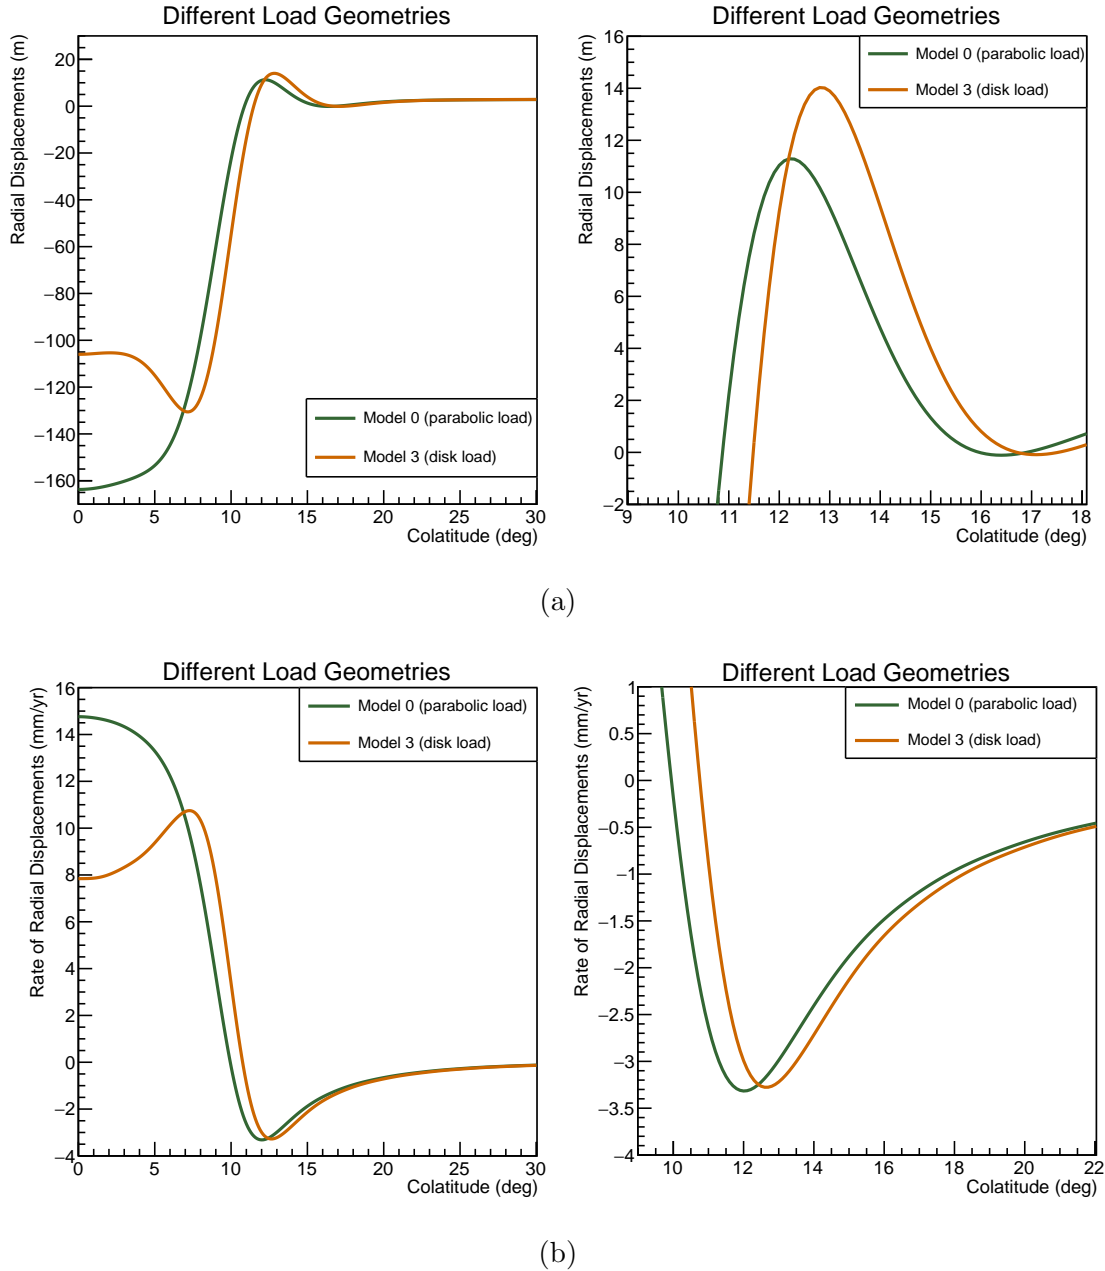 Different Load Geometries
Radial Displacements (m)
20
0
−20
−40
−60
−80
−100
−120
−140
−160
0 5 10 15 20 25 30
Colatitude (deg)
Model 0 (parabolic load)
Model 3 (disk load)
Different Load Geometries
Radial Displacements (m)
16
14
12
10
8
6
4
2
0
−2
9 10 11 12 13 14 15 16 17 18
Colatitude (deg)
Model 0 (parabolic load)
Model 3 (disk load)
(a)
Different Load Geometries
Rate of Radial Displacements (mm/yr)
16
14
12
10
8
6
4
2
0
−2
−4
0 5 10 15 20 25 30
Colatitude (deg)
Model 0 (parabolic load)
Model 3 (disk load)
Different Load Geometries
Rate of Radial Displacements (mm/yr)
1
0.5
0
−0.5
−1
−1.5
−2
−2.5
−3
−3.5
−4
10 12 14 16 18 20 22
Colatitude (deg)
Model 0 (parabolic load)
Model 3 (disk load)
(b)